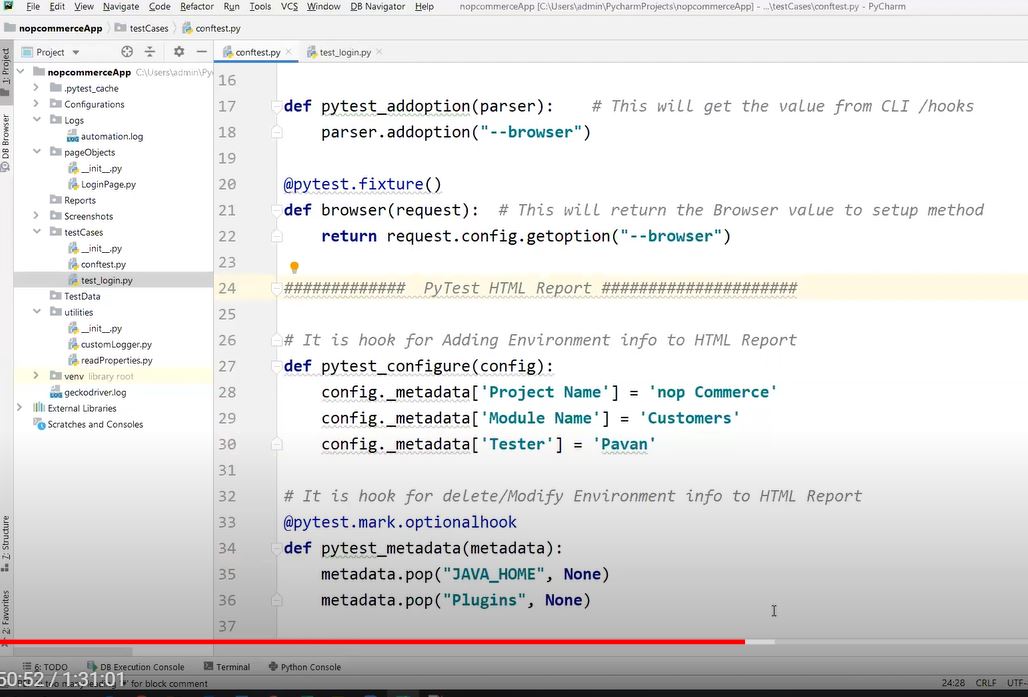 File Edit View Navigate Code Refactor Run Tools VCS Window DB Navigator Help nopcommerceApp [C:\Users\admin\PycharmProjects\nopcommerceApp] - ...\testCases\conftest.py - PyCharm
nopcommerceApp testCases conftest.py
Project conftest.py test_login.py
nopcommerceApp C:\Users\admin\Py
.pytest_cache
Configurations
Logs
automation.log
pageObjects
__init__.py
LoginPage.py
Reports
Screenshots
testCases
__init__.py
conftest.py
test_login.py
TestData
utilities
__init__.py
customLogger.py
readProperties.py
venv library root
geckodriver.log
External Libraries
Scratches and Consoles
1: Project
DB Browser
7: Structure
2: Favorites
16
17 def pytest_addoption(parser): # This will get the value from CLI /hooks
18 parser.addoption("--browser")
19
20 @pytest.fixture()
21 def browser(request): # This will return the Browser value to setup method
22 return request.config.getoption("--browser")
23
24 ############# PyTest HTML Report #####################
25
26 # It is hook for Adding Environment info to HTML Report
27 def pytest_configure(config):
28 config._metadata['Project Name'] = 'nop Commerce'
29 config._metadata['Module Name'] = 'Customers'
30 config._metadata['Tester'] = 'Pavan'
31
32 # It is hook for delete/Modify Environment info to HTML Report
33 @pytest.mark.optionalhook
34 def pytest_metadata(metadata):
35 metadata.pop("JAVA_HOME", None)
36 metadata.pop("Plugins", None)
37
6: TODO DB Execution Console Terminal Python Console
50:52 / 1:31:01
for block comment 24:28 CRLF UTF-